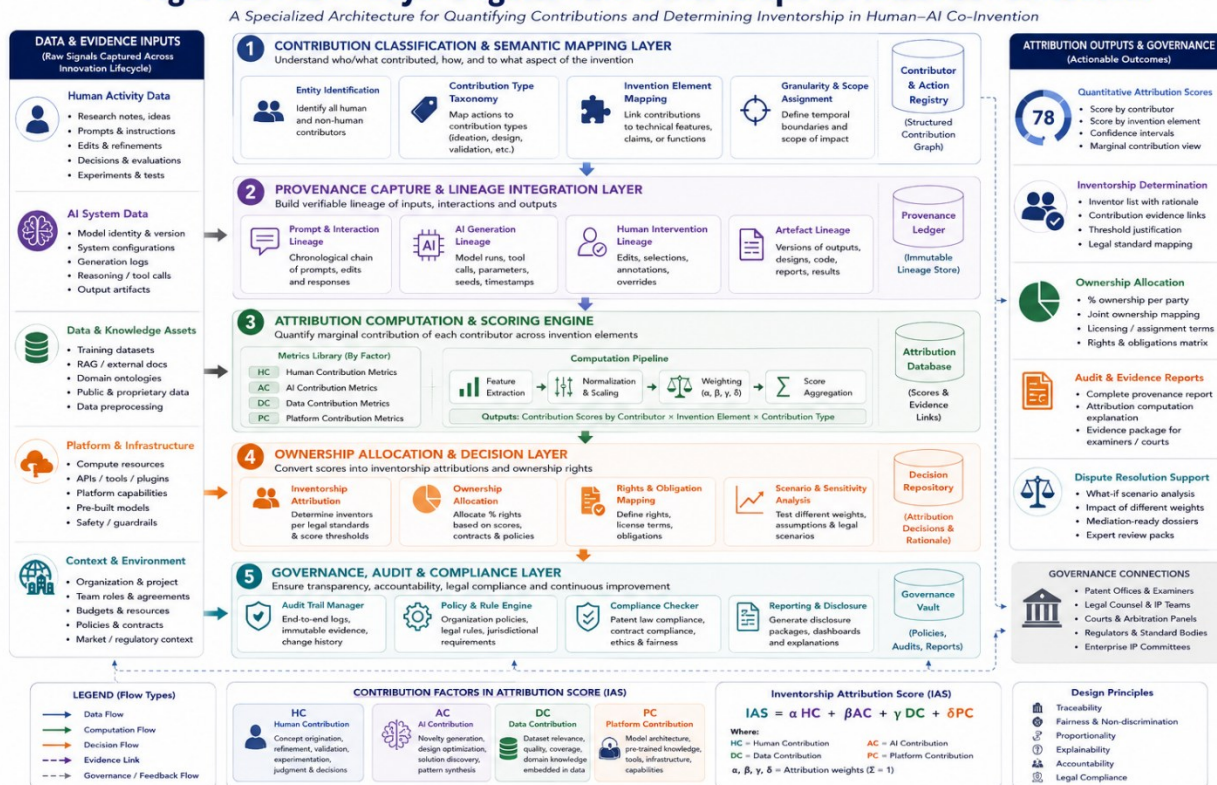 A Specialized Architecture for Quantifying Contributions and Determining Inventorship in Human–AI Co-Invention
DATA & EVIDENCE INPUTS
(Raw Signals Captured Across
Innovation Lifecycle)
Human Activity Data
• Research notes, ideas
• Prompts & instructions
• Edits & refinements
• Decisions & evaluations
• Experiments & tests
AI System Data
• Model identity & version
• System configurations
• Generation logs
• Reasoning / tool calls
• Output artifacts
Data & Knowledge Assets
• Training datasets
• RAG / external docs
• Domain ontologies
• Public & proprietary data
• Data preprocessing
Platform & Infrastructure
• Compute resources
• APIs / tools / plugins
• Platform capabilities
• Pre-built models
• Safety / guardrails
Context & Environment
• Organization & project
• Team roles & agreements
• Budgets & resources
• Policies & contracts
• Market / regulatory context
1 CONTRIBUTION CLASSIFICATION & SEMANTIC MAPPING LAYER
Understand who/what contributed, how, and to what aspect of the invention
Entity Identification
Identify all human
and non-human
contributors
Contribution Type
Taxonomy
Map actions to
contribution types
(ideation, design,
validation, etc.)
Invention Element
Mapping
Link contributions
to technical features,
claims, or functions
Granularity & Scope
Assignment
Define temporal
boundaries and
scope of impact
Contributor
& Action
Registry
(Structured
Contribution
Graph)
2 PROVENANCE CAPTURE & LINEAGE INTEGRATION LAYER
Build verifiable lineage of inputs, interactions and outputs
Prompt & Interaction
Lineage
Chronological chain
of prompts, edits
and responses
AI
AI Generation
Lineage
Model runs, tool
calls, parameters,
seeds, timestamps
Human Intervention
Lineage
Edits, selections,
annotations,
overrides
Artefact Lineage
Versions of outputs,
designs, code,
reports, results
Provenance
Ledger
(Immutable
Lineage Store)
3 ATTRIBUTION COMPUTATION & SCORING ENGINE
Quantify marginal contribution of each contributor across invention elements
Metrics Library (By Factor)
HC Human Contribution Metrics
AC AI Contribution Metrics
DC Data Contribution Metrics
PC Platform Contribution Metrics
Computation Pipeline
Feature
Extraction
Normalization
& Scaling
Weighting
(α, β, γ, δ)
Σ
Score
Aggregation
Outputs: Contribution Scores by Contributor × Invention Element × Contribution Type
Attribution
Database
(Scores &
Evidence
Links)
4 OWNERSHIP ALLOCATION & DECISION LAYER
Convert scores into inventorship attributions and ownership rights
Inventorship
Attribution
Determine inventors
per legal standards
& score thresholds
Ownership
Allocation
Allocate % rights
based on scores,
contracts & policies
Rights & Obligation
Mapping
Define rights,
license terms,
obligations
Scenario & Sensitivity
Analysis
Test different weights,
assumptions & legal
scenarios
Decision
Repository
(Attribution
Decisions &
Rationale)
5 GOVERNANCE, AUDIT & COMPLIANCE LAYER
Ensure transparency, accountability, legal compliance and continuous improvement
Audit Trail Manager
End-to-end logs,
immutable evidence,
change history
Policy & Rule Engine
Organization policies,
legal rules, jurisdictional
requirements
Compliance Checker
Patent law compliance,
contract compliance,
ethics & fairness
Reporting & Disclosure
Generate disclosure
packages, dashboards
and explanations
Governance
Vault
(Policies,
Audits, Reports)
ATTRIBUTION OUTPUTS & GOVERNANCE
(Actionable Outcomes)
78
Quantitative Attribution Scores
• Score by contributor
• Score by invention element
• Confidence intervals
• Marginal contribution view
Inventorship Determination
• Inventor list with rationale
• Contribution evidence links
• Threshold justification
• Legal standard mapping
Ownership Allocation
• % ownership per party
• Joint ownership mapping
• Licensing / assignment terms
• Rights & obligations matrix
Audit & Evidence Reports
• Complete provenance report
• Attribution computation
explanation
• Evidence package for
examiners / courts
Dispute Resolution Support
• What-if scenario analysis
• Impact of different weights
• Mediation-ready dossiers
• Expert review packs
GOVERNANCE CONNECTIONS
• Patent Offices & Examiners
• Legal Counsel & IP Teams
• Courts & Arbitration Panels
• Regulators & Standard Bodies
• Enterprise IP Committees
LEGEND (Flow Types)
Data Flow
Computation Flow
Decision Flow
Evidence Link
Governance / Feedback Flow
CONTRIBUTION FACTORS IN ATTRIBUTION SCORE (IAS)
HC
Human Contribution
Concept origination,
refinement, validation,
experimentation,
judgment & decisions
AC
AI Contribution
Novelty generation,
design optimization,
solution discovery,
pattern synthesis
DC
Data Contribution
Dataset relevance,
quality, coverage,
domain knowledge
embedded in data
PC
Platform Contribution
Model architecture,
pre-trained knowledge,
tools, infrastructure,
capabilities
Inventorship Attribution Score (IAS)
IAS = α HC + βAC + γ DC + δPC
Where:
HC = Human Contribution AC = AI Contribution
DC = Data Contribution PC = Platform Contribution
α, β, γ, δ = Attribution weights (Σ = 1)
Design Principles
Traceability
Fairness & Non-discrimination
Proportionality
Explainability
Accountability
Legal Compliance